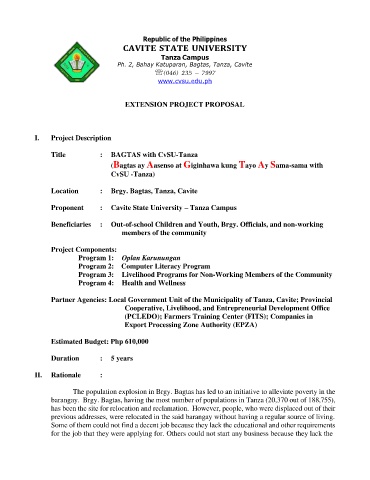 Republic of the Philippines
CAVITE STATE UNIVERSITY
Tanza Campus
Ph. 2, Bahay Katuparan, Bagtas, Tanza, Cavite
☏(046) 235 – 7997
www.cvsu.edu.ph
EXTENSION PROJECT PROPOSAL
I. Project Description
Title : BAGTAS with CvSU-Tanza
(Bagtas ay Aasenso at Giginhawa kung Tayo Ay Sama-sama with
CvSU -Tanza)
Location : Brgy. Bagtas, Tanza, Cavite
Proponent : Cavite State University – Tanza Campus
Beneficiaries : Out-of-school Children and Youth, Brgy. Officials, and non-working
members of the community
Project Components:
Program 1: Oplan Karunungan
Program 2: Computer Literacy Program
Program 3: Livelihood Programs for Non-Working Members of the Community
Program 4: Health and Wellness
Partner Agencies: Local Government Unit of the Municipality of Tanza, Cavite; Provincial
Cooperative, Livelihood, and Entrepreneurial Development Office
(PCLEDO); Farmers Training Center (FITS); Companies in
Export Processing Zone Authority (EPZA)
Estimated Budget: Php 610,000
Duration : 5 years
II. Rationale :
The population explosion in Brgy. Bagtas has led to an initiative to alleviate poverty in the
barangay. Brgy. Bagtas, having the most number of populations in Tanza (20,370 out of 188,755),
has been the site for relocation and reclamation. However, people, who were displaced out of their
previous addresses, were relocated in the said barangay without having a regular source of living.
Some of them could not find a decent job because they lack the educational and other requirements
for the job that they were applying for. Others could not start any business because they lack the